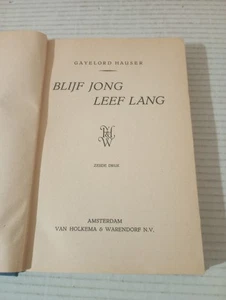 GAYELORD HAUSER
BLIJF JONG
LEEF LANG
H&W
AMSTERDAM
VAN HOLKEMA & WARENDORF N.V.